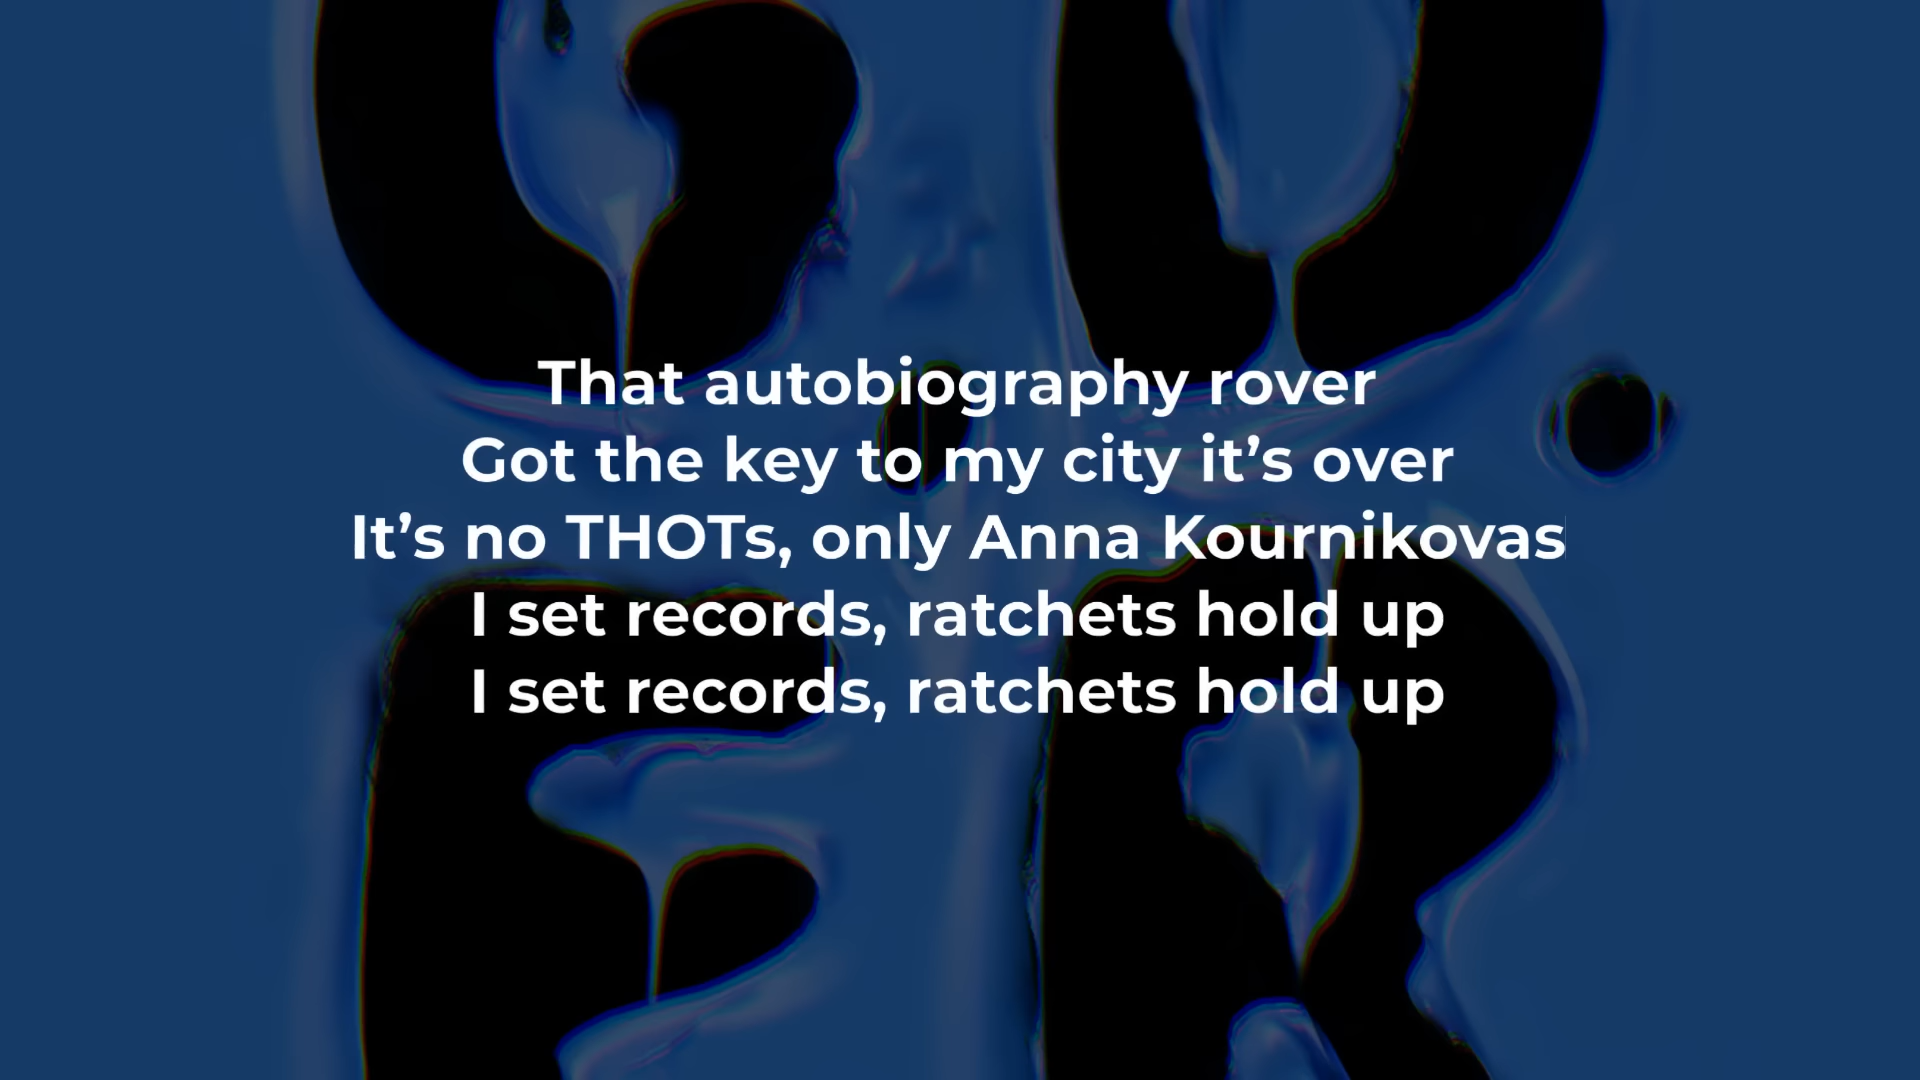 That autobiography rover
Got the key to my city it’s over
It’s no THOTs, only Anna Kournikovas
I set records, ratchets hold up
I set records, ratchets hold up